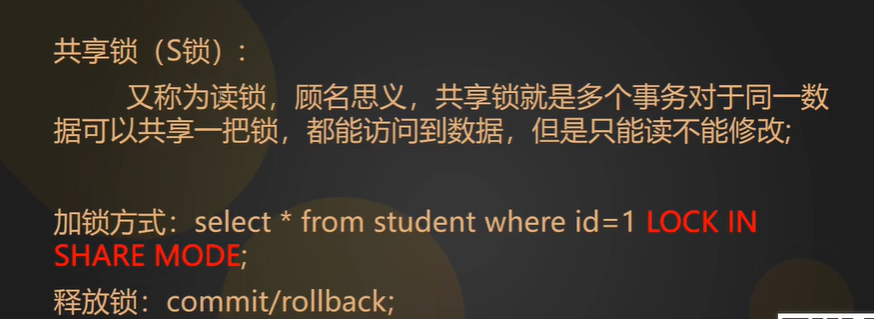 共享锁（S锁）：
又称为读锁，顾名思义，共享锁就是多个事务对于同一数
据可以共享一把锁，都能访问到数据，但是只能读不能修改;
加锁方式：select * from student where id=1 LOCK IN
SHARE MODE;
释放锁：commit/rollback;